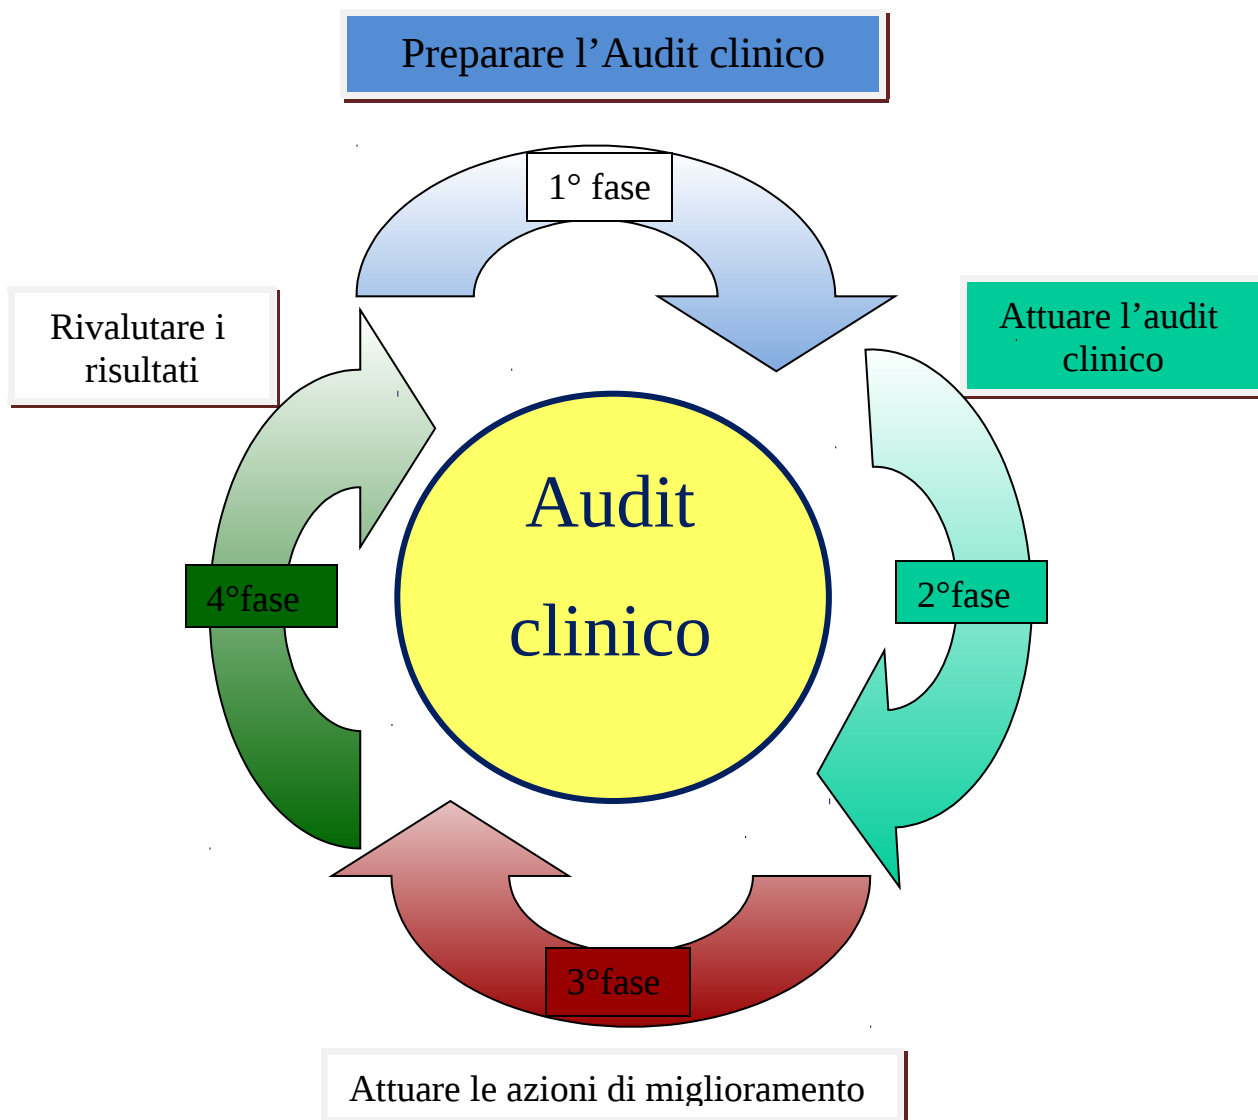 Preparare l’Audit clinico
1° fase
Rivalutare i
risultati
Attuare l’audit
clinico
Audit
clinico
4°fase
2°fase
3°fase
Attuare le azioni di miglioramento